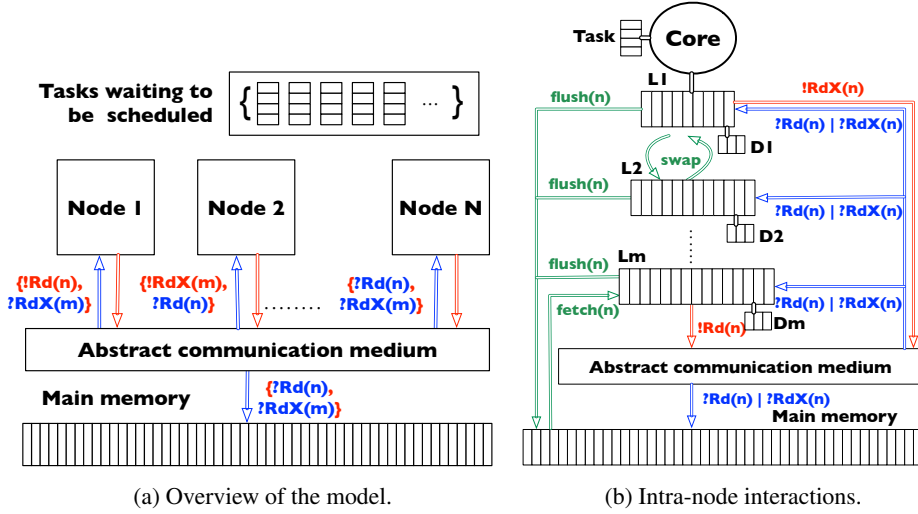 Tasks waiting to
be scheduled
{ ... }
Node 1
Node 2
Node N
{!Rd(n),
?RdX(m)}
{!RdX(m),
?Rd(n)}
........
{?Rd(n),
?RdX(m)}
Abstract communication medium
{?Rd(n),
?RdX(m)}
Main memory
(a) Overview of the model.
Task
Core
L1
flush(n)
!RdX(n)
?Rd(n) | ?RdX(n)
D1
swap
L2
flush(n)
?Rd(n) | ?RdX(n)
D2
......
flush(n)
Lm
?Rd(n) | ?RdX(n)
fetch(n)
!Rd(n)
Dm
Abstract communication medium
?Rd(n) | ?RdX(n)
Main memory
(b) Intra-node interactions.